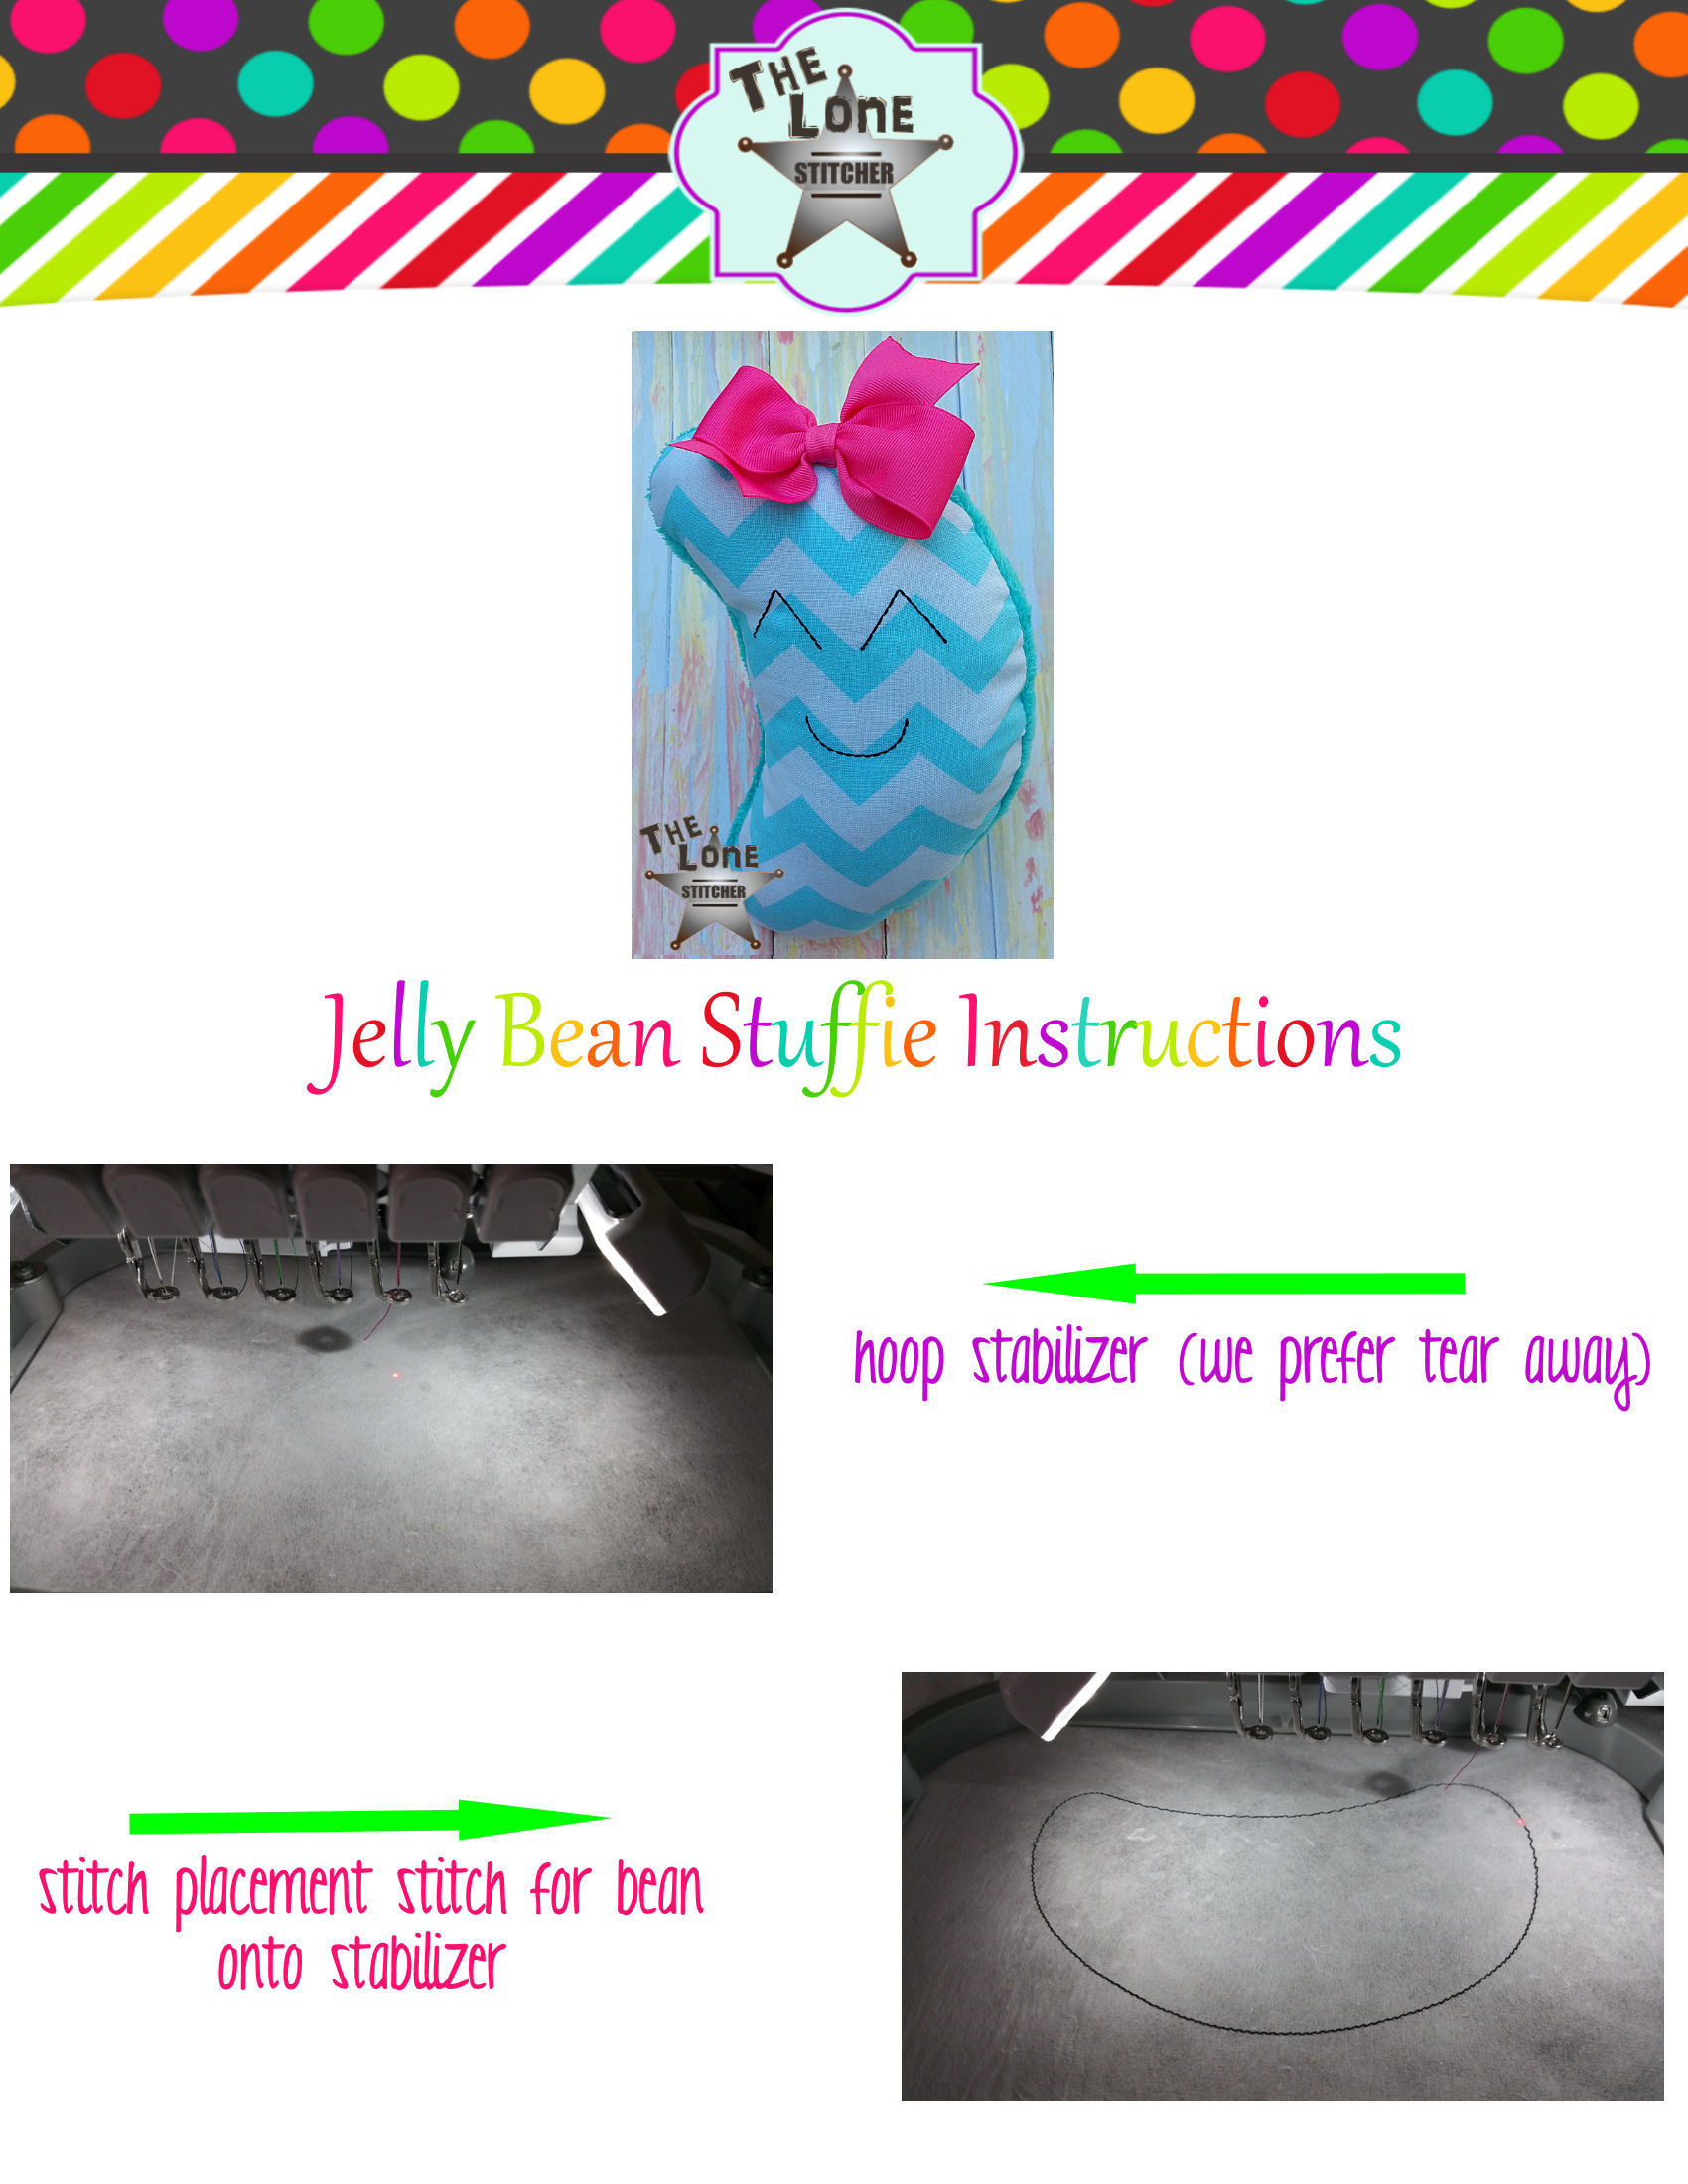 THE
LONE
STITCHER
THE
LONE
STITCHER
Jelly Bean Stuffie Instructions
hoop stabilizer (we prefer tear away)
stitch placement stitch for bean
onto stabilizer